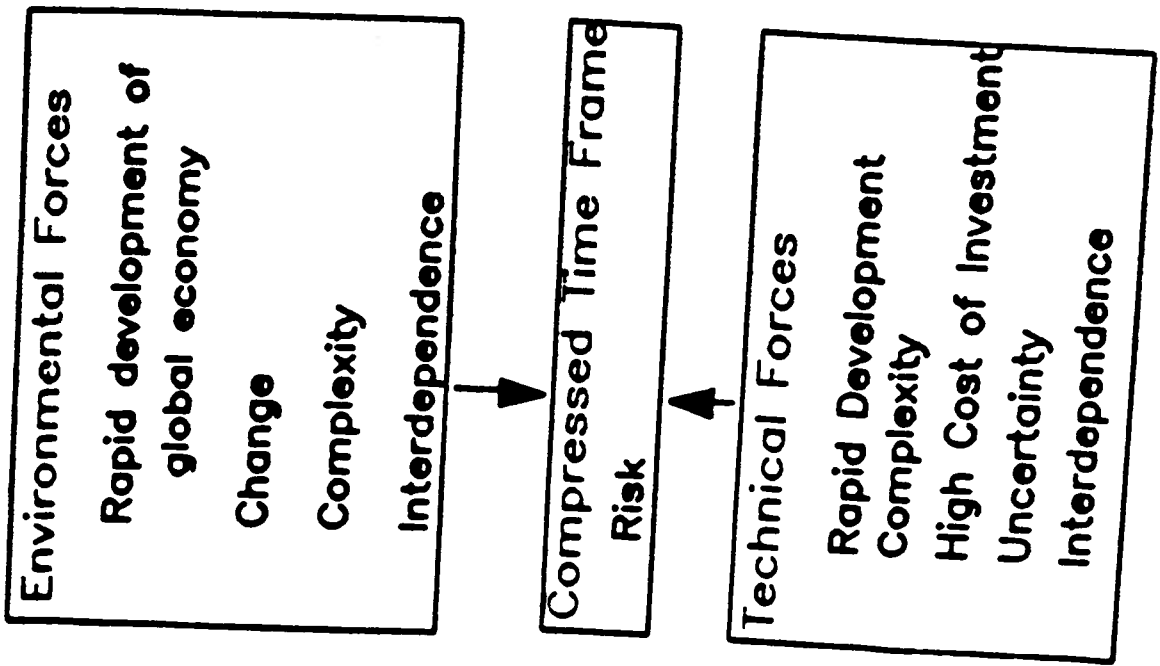 Environmental Forces
Rapid development of
global economy
Change
Complexity
Interdependence
Compressed Time Frame
Risk
Technical Forces
Rapid Development
Complexity
High Cost of Investment
Uncertainty
Interdependence